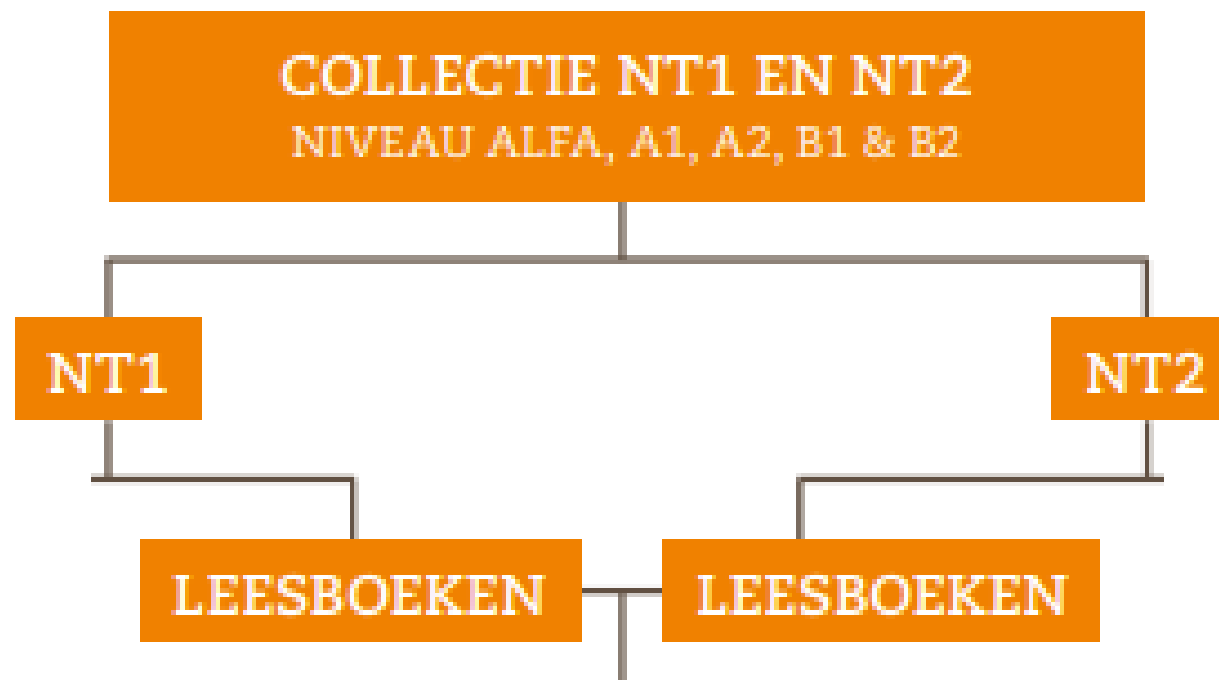 COLLECTIE NT1 EN NT2
NIVEAU ALFA, A1, A2, B1 & B2
NT1
NT2
LEESBOEKEN
LEESBOEKEN